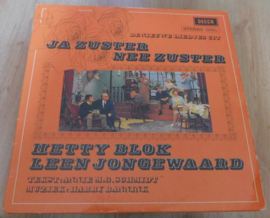 DE NIEUWE LIEDJES UIT
DECCA
JA ZUSTER
NEE ZUSTER
HETTY BLOK
LEEN JONGEWAARD
TEKST: ANNIE M.G. SCHMIDT
MUZIEK: HARRY BANNINK